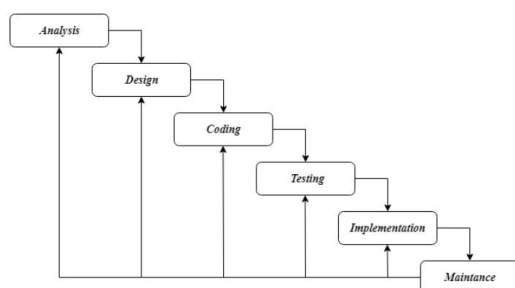 Analysis
Design
Coding
Testing
Implementation
Maintance